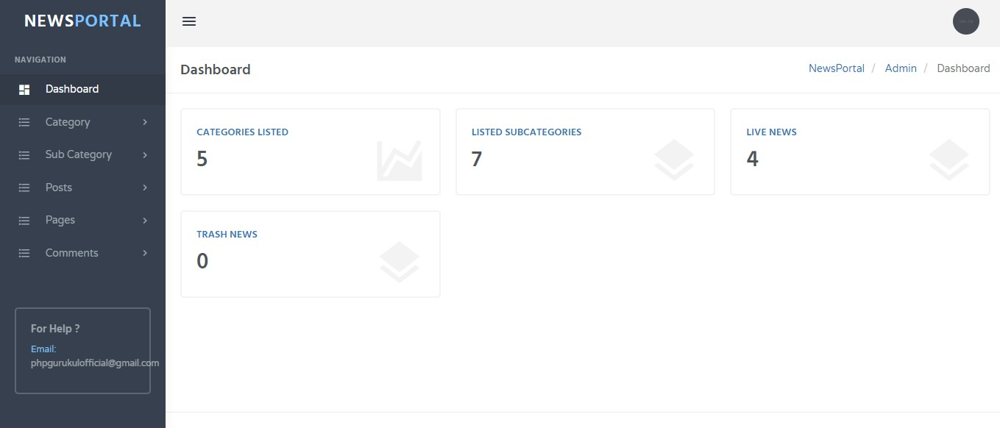 NEWSPORTAL
NAVIGATION
Dashboard
Category
Sub Category
Posts
Pages
Comments
For Help ?
Email:
phpgurukulofficial@gmail.com
Dashboard
NewsPortal / Admin / Dashboard
CATEGORIES LISTED
5
LISTED SUBCATEGORIES
7
LIVE NEWS
4
TRASH NEWS
0